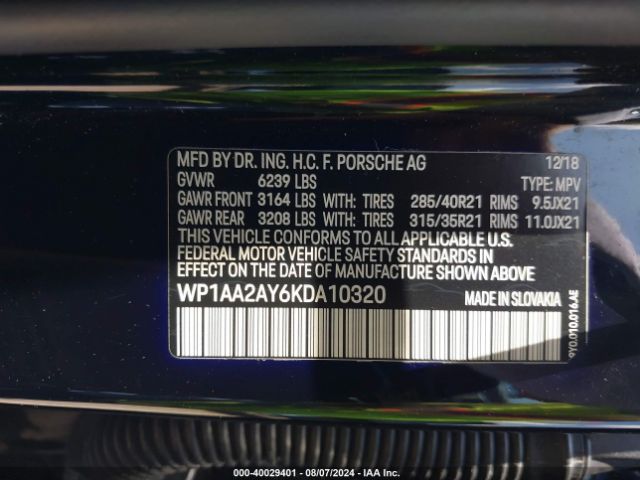 MFD BY DR. ING. H.C. F. PORSCHE AG 12/18
GVWR 6239 LBS TYPE: MPV
GAWR FRONT 3164 LBS WITH: TIRES 285/40R21 RIMS 9.5JX21
GAWR REAR 3208 LBS WITH: TIRES 315/35R21 RIMS 11.0JX21
THIS VEHICLE CONFORMS TO ALL APPLICABLE U.S.
FEDERAL MOTOR VEHICLE SAFETY STANDARDS IN
EFFECT ON THE DATE OF MANUFACTURE SHOWN ABOVE
WP1AA2AY6KDA10320 MADE IN SLOVAKIA
9Y0.010.016.AE
000-40029401 - 08/07/2024 - IAA Inc.